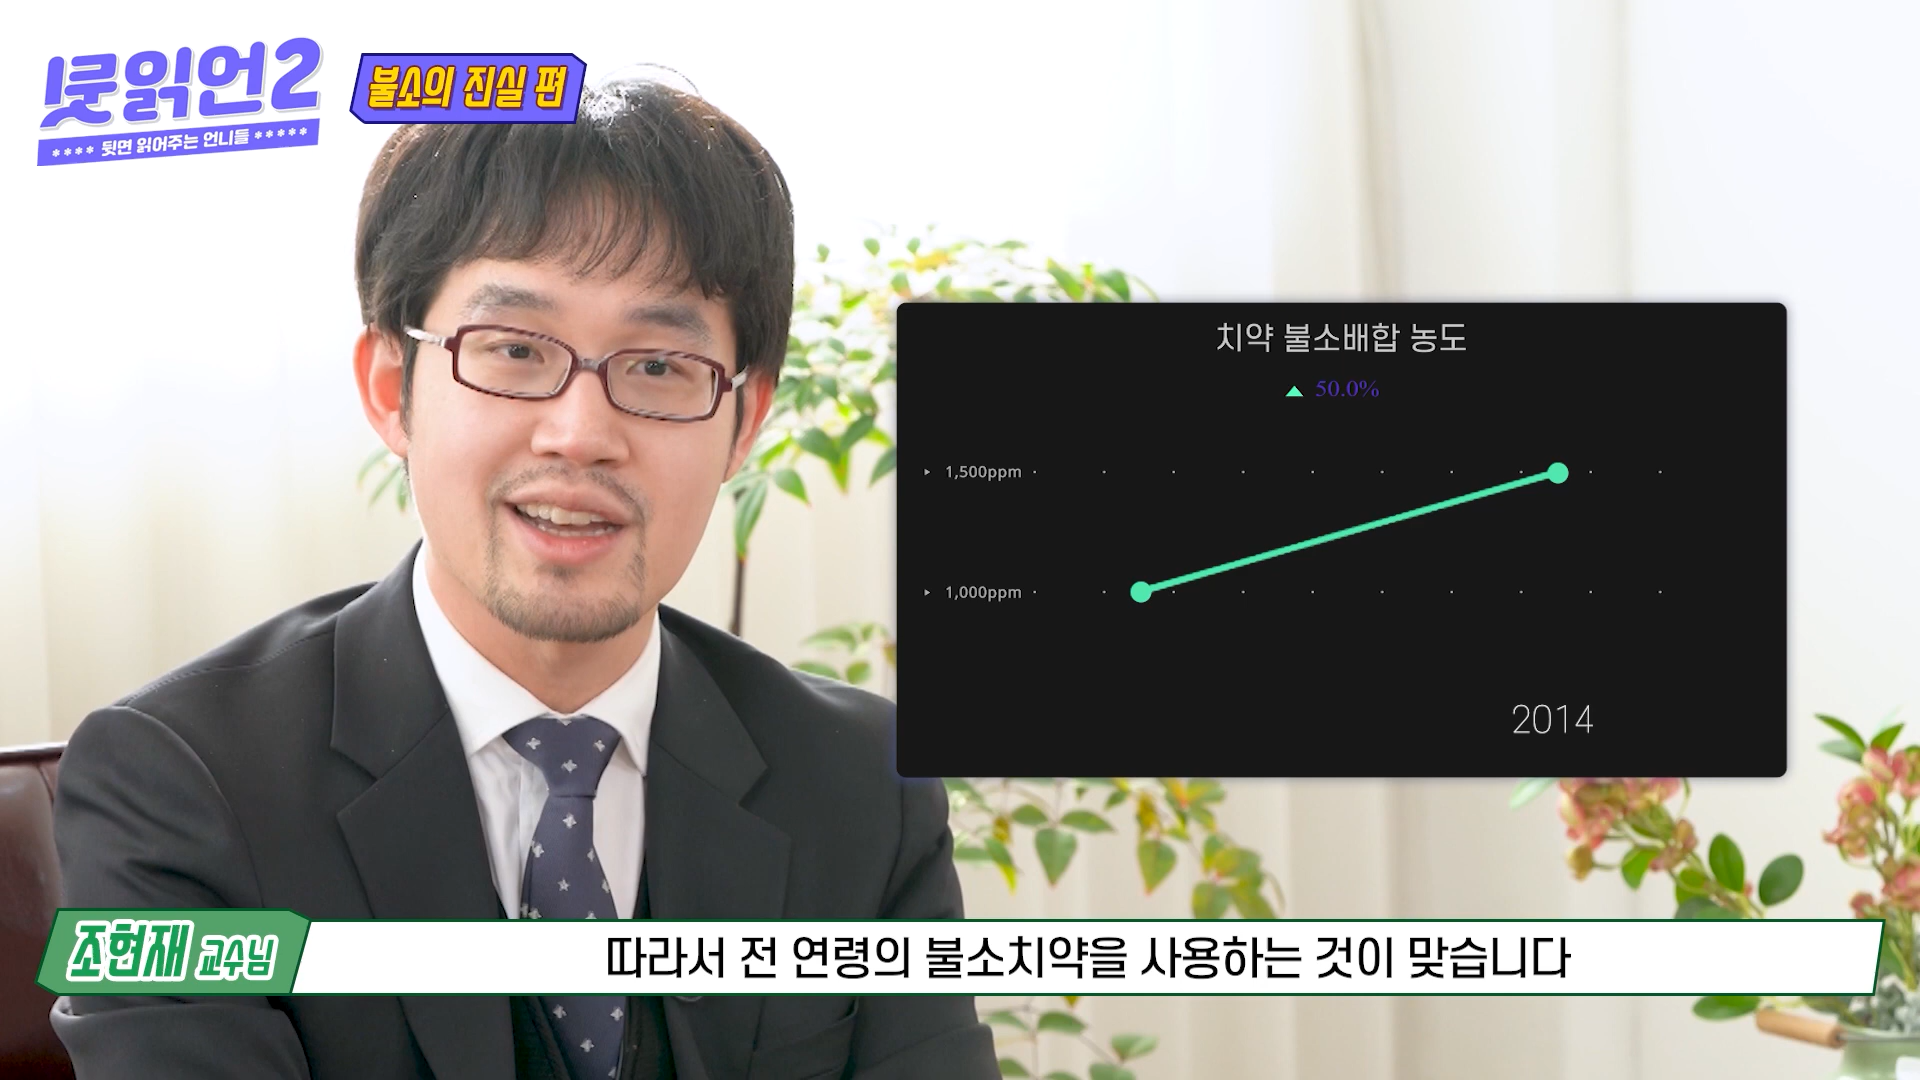 뒷읽언2
**** 뒷면 읽어주는 언니들 *****
불소의 진실 편
치약 불소배합 농도
▲ 50.0%
1,500ppm
1,000ppm
2014
조현재 교수님
따라서 전 연령의 불소치약을 사용하는 것이 맞습니다